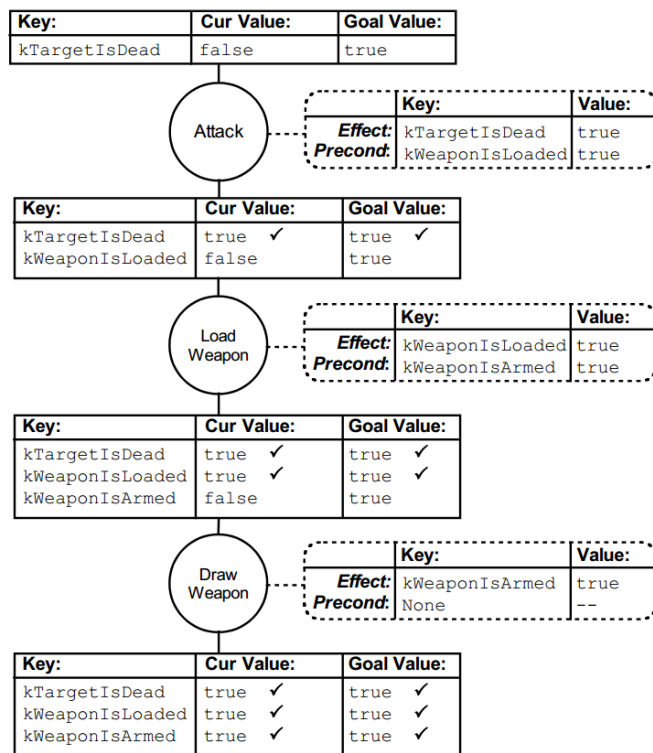 Key: Cur Value: Goal Value:
kTargetIsDead false true
Attack
Key: Value:
Effect: kTargetIsDead true
Precond: kWeaponIsLoaded true
Key: Cur Value: Goal Value:
kTargetIsDead true ✓ true ✓
kWeaponIsLoaded false true
Load
Weapon
Key: Value:
Effect: kWeaponIsLoaded true
Precond: kWeaponIsArmed true
Key: Cur Value: Goal Value:
kTargetIsDead true ✓ true ✓
kWeaponIsLoaded true ✓ true ✓
kWeaponIsArmed false true
Draw
Weapon
Key: Value:
Effect: kWeaponIsArmed true
Precond: None --
Key: Cur Value: Goal Value:
kTargetIsDead true ✓ true ✓
kWeaponIsLoaded true ✓ true ✓
kWeaponIsArmed true ✓ true ✓